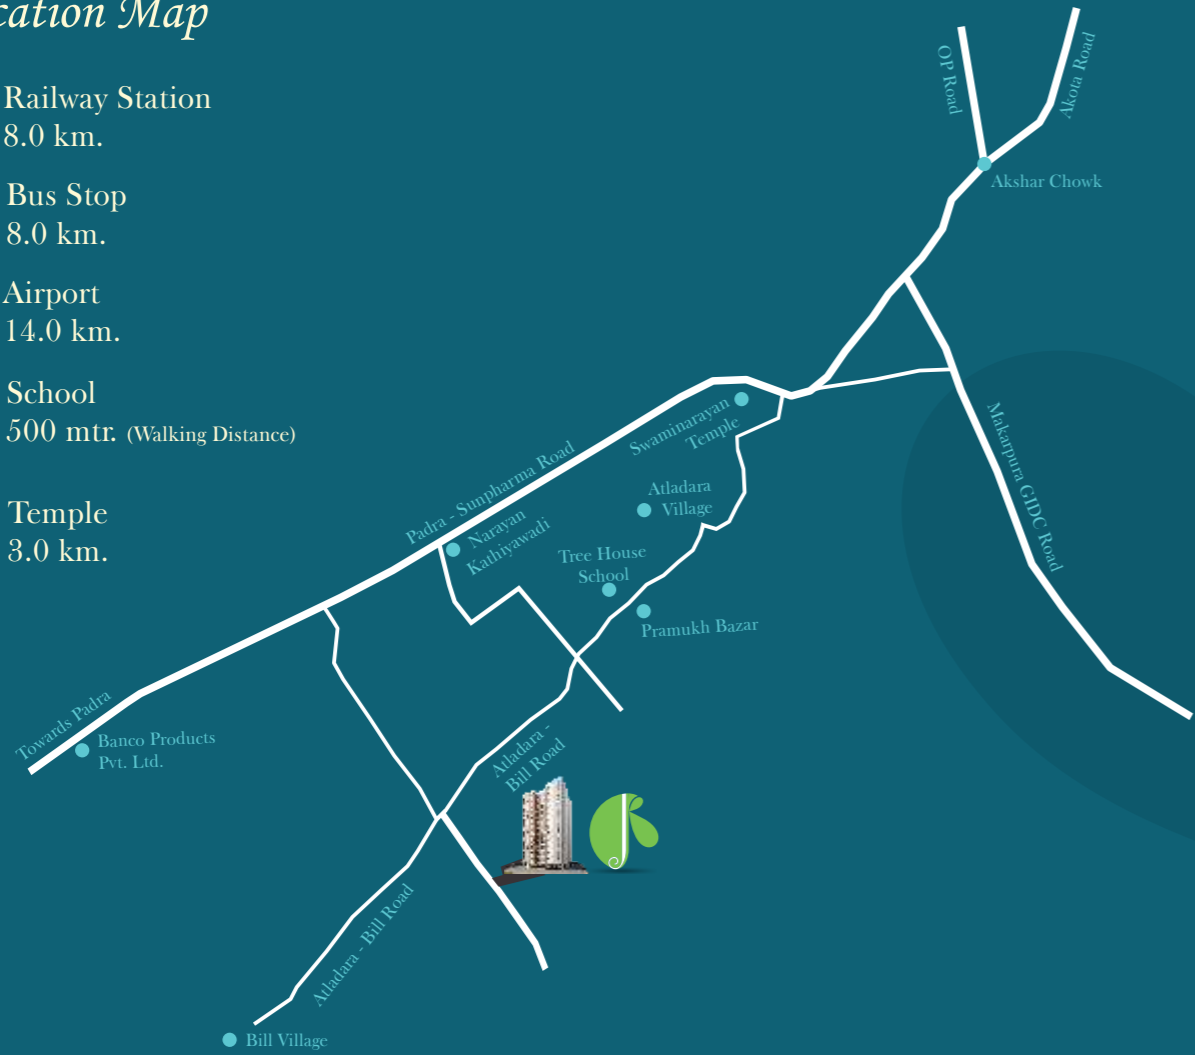 cation Map
Railway Station
8.0 km.
Bus Stop
8.0 km.
Airport
14.0 km.
School
500 mtr. (Walking Distance)
Temple
3.0 km.
OP Road
Akota Road
Akshar Chowk
Makarpura GIDC Road
Swaminarayan
Temple
Padra - Sunpharma Road
Narayan
Kathiyawadi
Atladara
Village
Tree House
School
Pramukh Bazar
Towards Padra
Banco Products
Pvt. Ltd.
Atladara -
Bill Road
Atladara - Bill Road
Bill Village